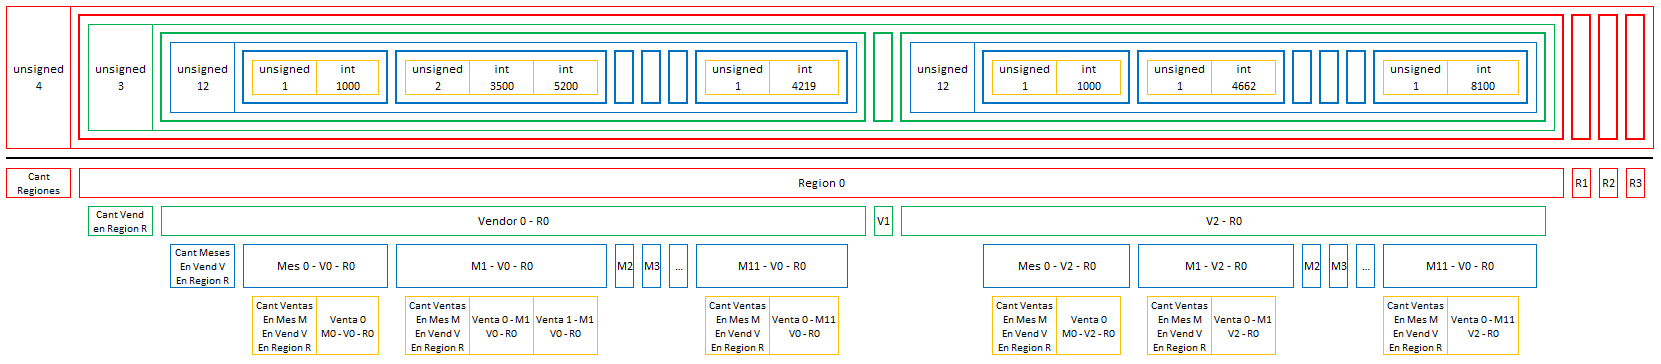 unsigned
4
unsigned
3
unsigned
12
unsigned
1
int
1000
unsigned
2
int
3500
int
5200
unsigned
1
int
4219
unsigned
12
unsigned
1
int
1000
unsigned
1
int
4662
unsigned
1
int
8100
Cant
Regiones
Region 0
R1
R2
R3
Cant Vend
en Region R
Vendor 0 - R0
V1
V2 - R0
Cant Meses
En Vend V
En Region R
Mes 0 - V0 - R0
M1 - V0 - R0
M2
M3
...
M11 - V0 - R0
Mes 0 - V2 - R0
M1 - V2 - R0
M2
M3
...
M11 - V0 - R0
Cant Ventas
En Mes M
En Vend V
En Region R
Venta 0
M0 - V0 - R0
Cant Ventas
En Mes M
En Vend V
En Region R
Venta 0 - M1
V0 - R0
Venta 1 - M1
V0 - R0
Cant Ventas
En Mes M
En Vend V
En Region R
Venta 0 - M11
V0 - R0
Cant Ventas
En Mes M
En Vend V
En Region R
Venta 0
M0 - V2 - R0
Cant Ventas
En Mes M
En Vend V
En Region R
Venta 0 - M1
V2 - R0
Cant Ventas
En Mes M
En Vend V
En Region R
Venta 0 - M11
V2 - R0